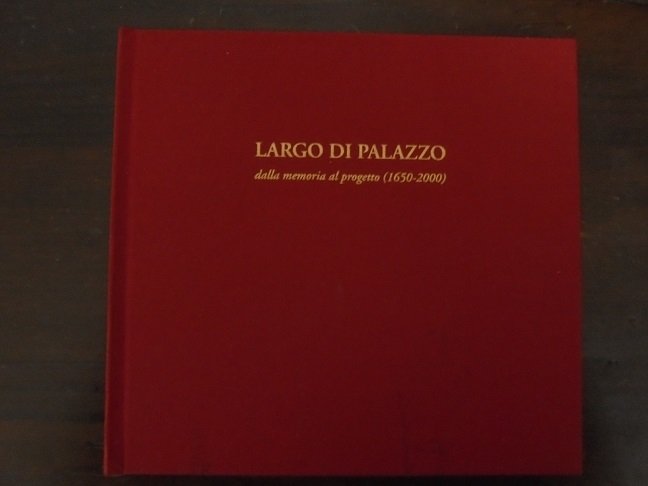 LARGO DI PALAZZO
dalla memoria al progetto (1650-2000)